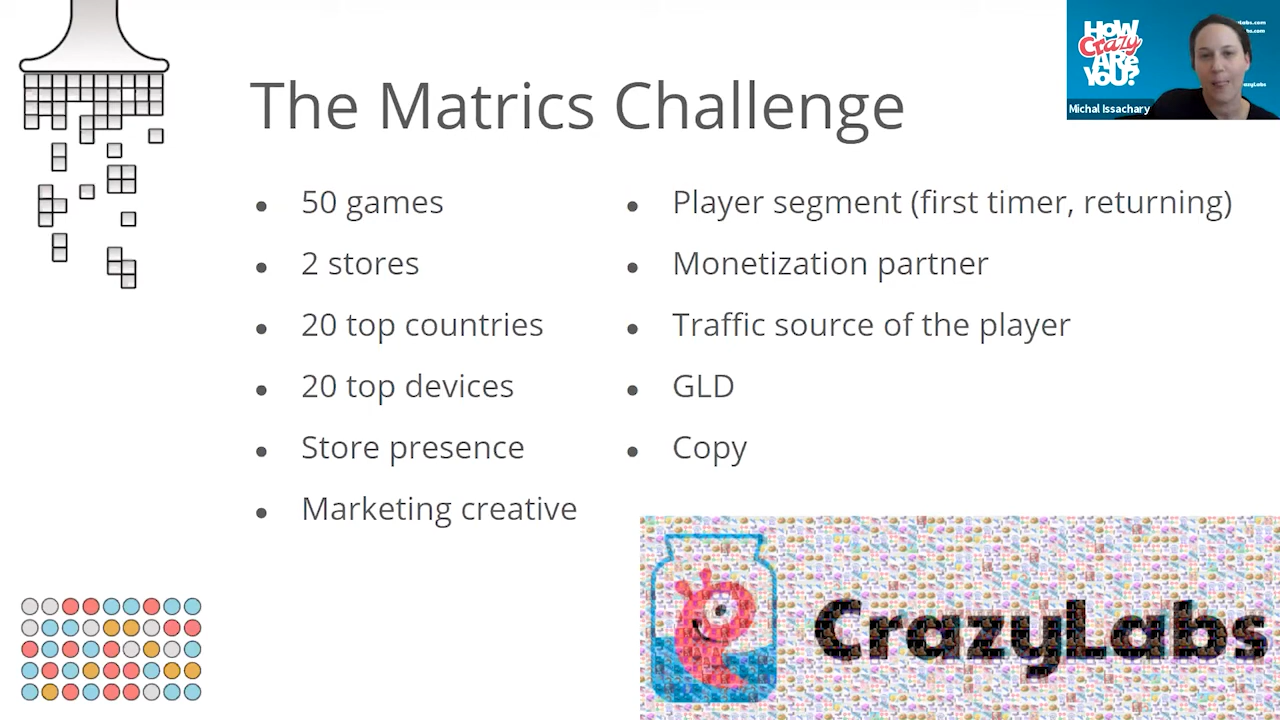 The Matrics Challenge
50 games
2 stores
20 top countries
20 top devices
Store presence
Marketing creative
Player segment (first timer, returning)
Monetization partner
Traffic source of the player
GLD
Copy
CrazyLabs
HOW
Crazy
ARe
YOU?
Michal Issachary